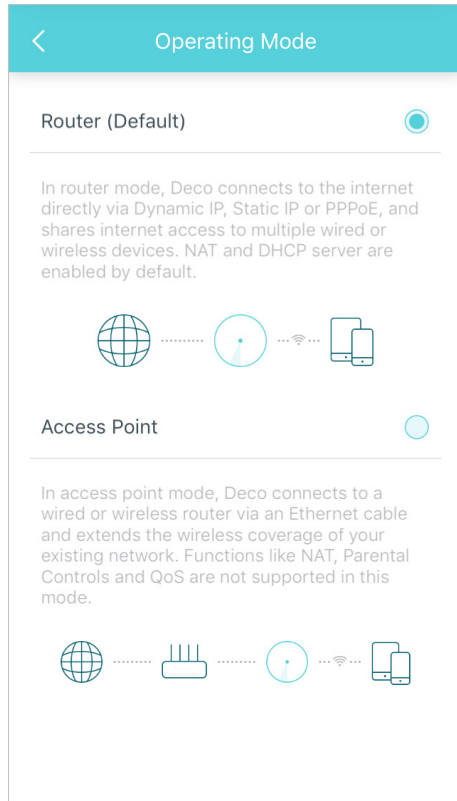 Operating Mode
Router (Default)
In router mode, Deco connects to the internet
directly via Dynamic IP, Static IP or PPPoE, and
shares internet access to multiple wired or
wireless devices. NAT and DHCP server are
enabled by default.
Access Point
In access point mode, Deco connects to a
wired or wireless router via an Ethernet cable
and extends the wireless coverage of your
existing network. Functions like NAT, Parental
Controls and QoS are not supported in this
mode.